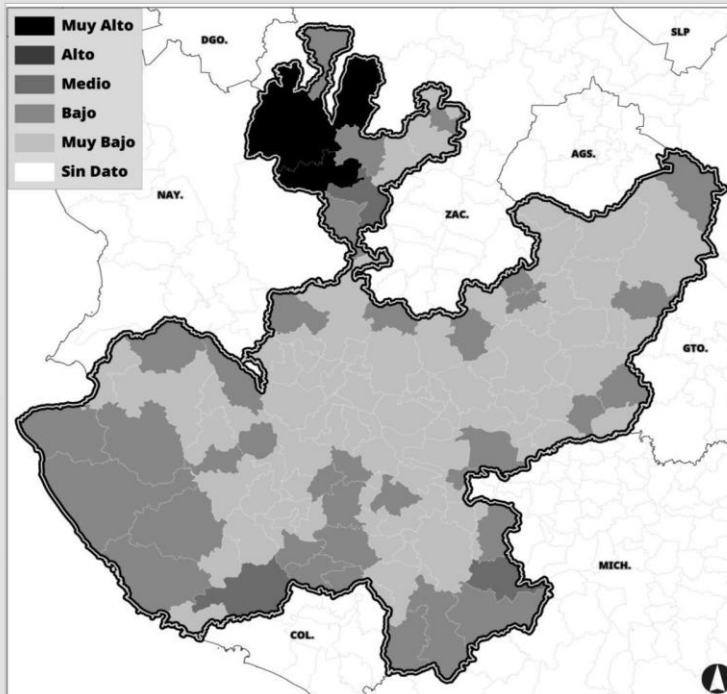 Muy Alto
Alto
Medio
Bajo
Muy Bajo
Sin Dato
DGO.
SLP
NAY.
AGS.
ZAC.
GTO.
MICH.
COL.